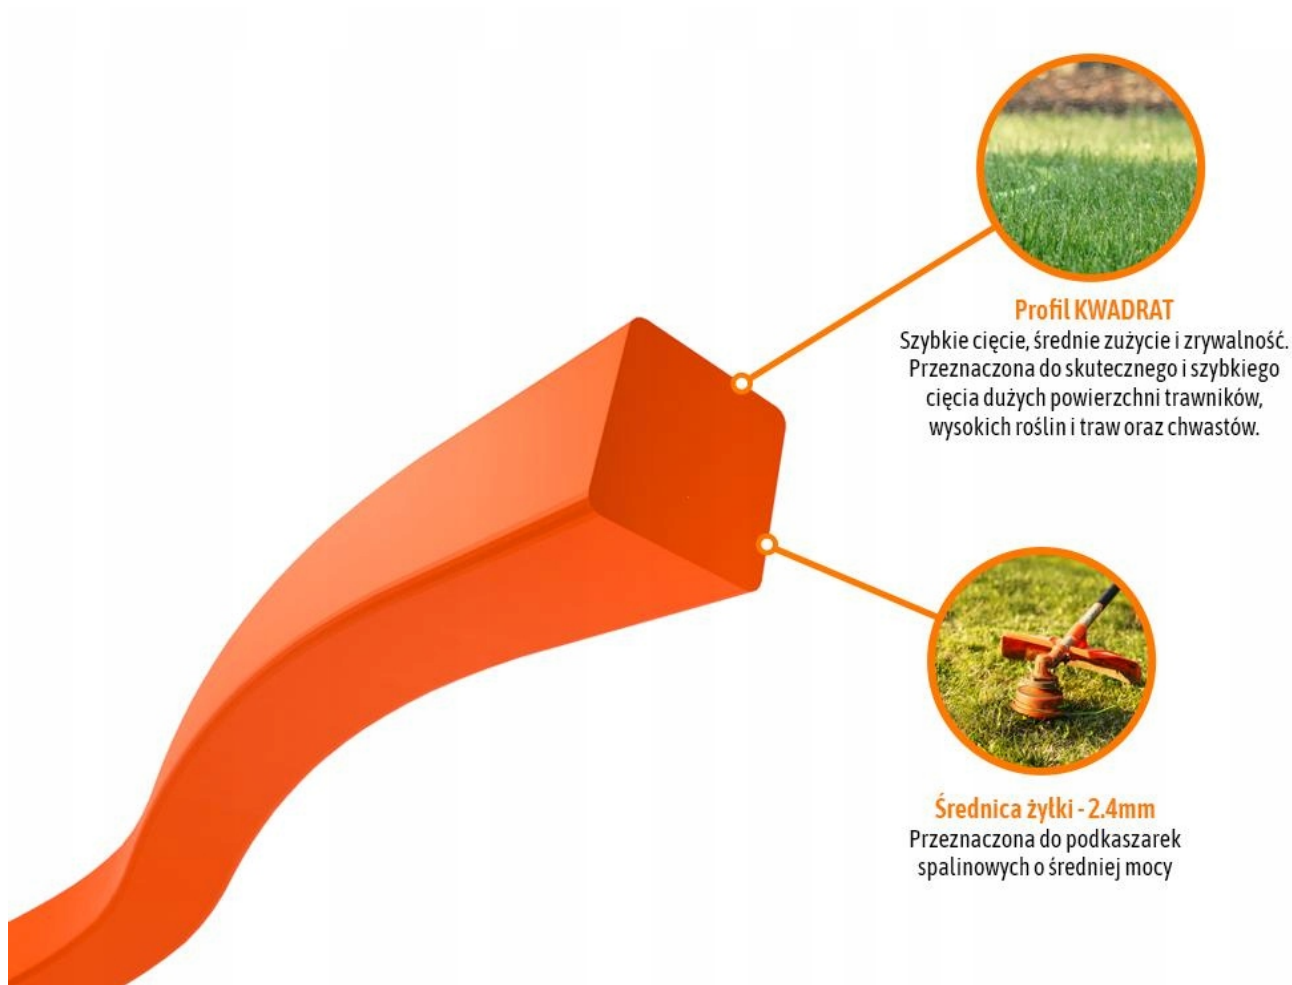 Profil KWADRAT
Szybkie cięcie, średnie zużycie i zrywalność.
Przeznaczona do skutecznego i szybkiego
cięcia dużych powierzchni trawników,
wysokich roślin i traw oraz chwastów.
Średnica żyłki - 2.4mm
Przeznaczona do podkaszarek
spalinowych o średniej mocy